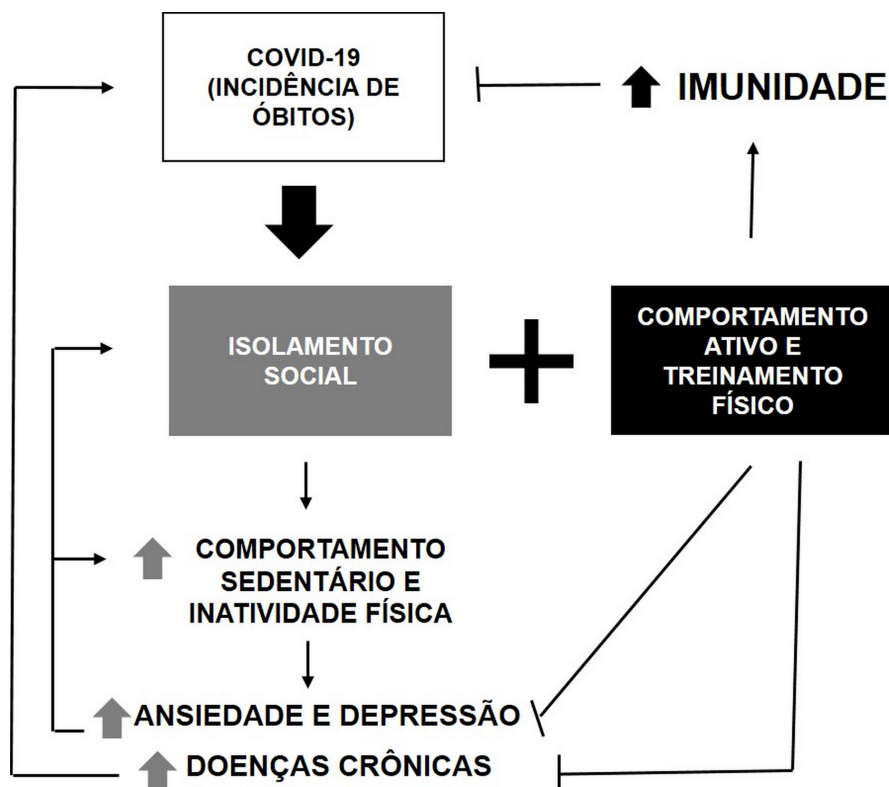 COVID-19
(INCIDÊNCIA DE
ÓBITOS)
IMUNIDADE
ISOLAMENTO
SOCIAL
COMPORTAMENTO
ATIVO E
TREINAMENTO
FÍSICO
COMPORTAMENTO
SEDENTÁRIO E
INATIVIDADE FÍSICA
ANSIEDADE E DEPRESSÃO
DOENÇAS CRÔNICAS